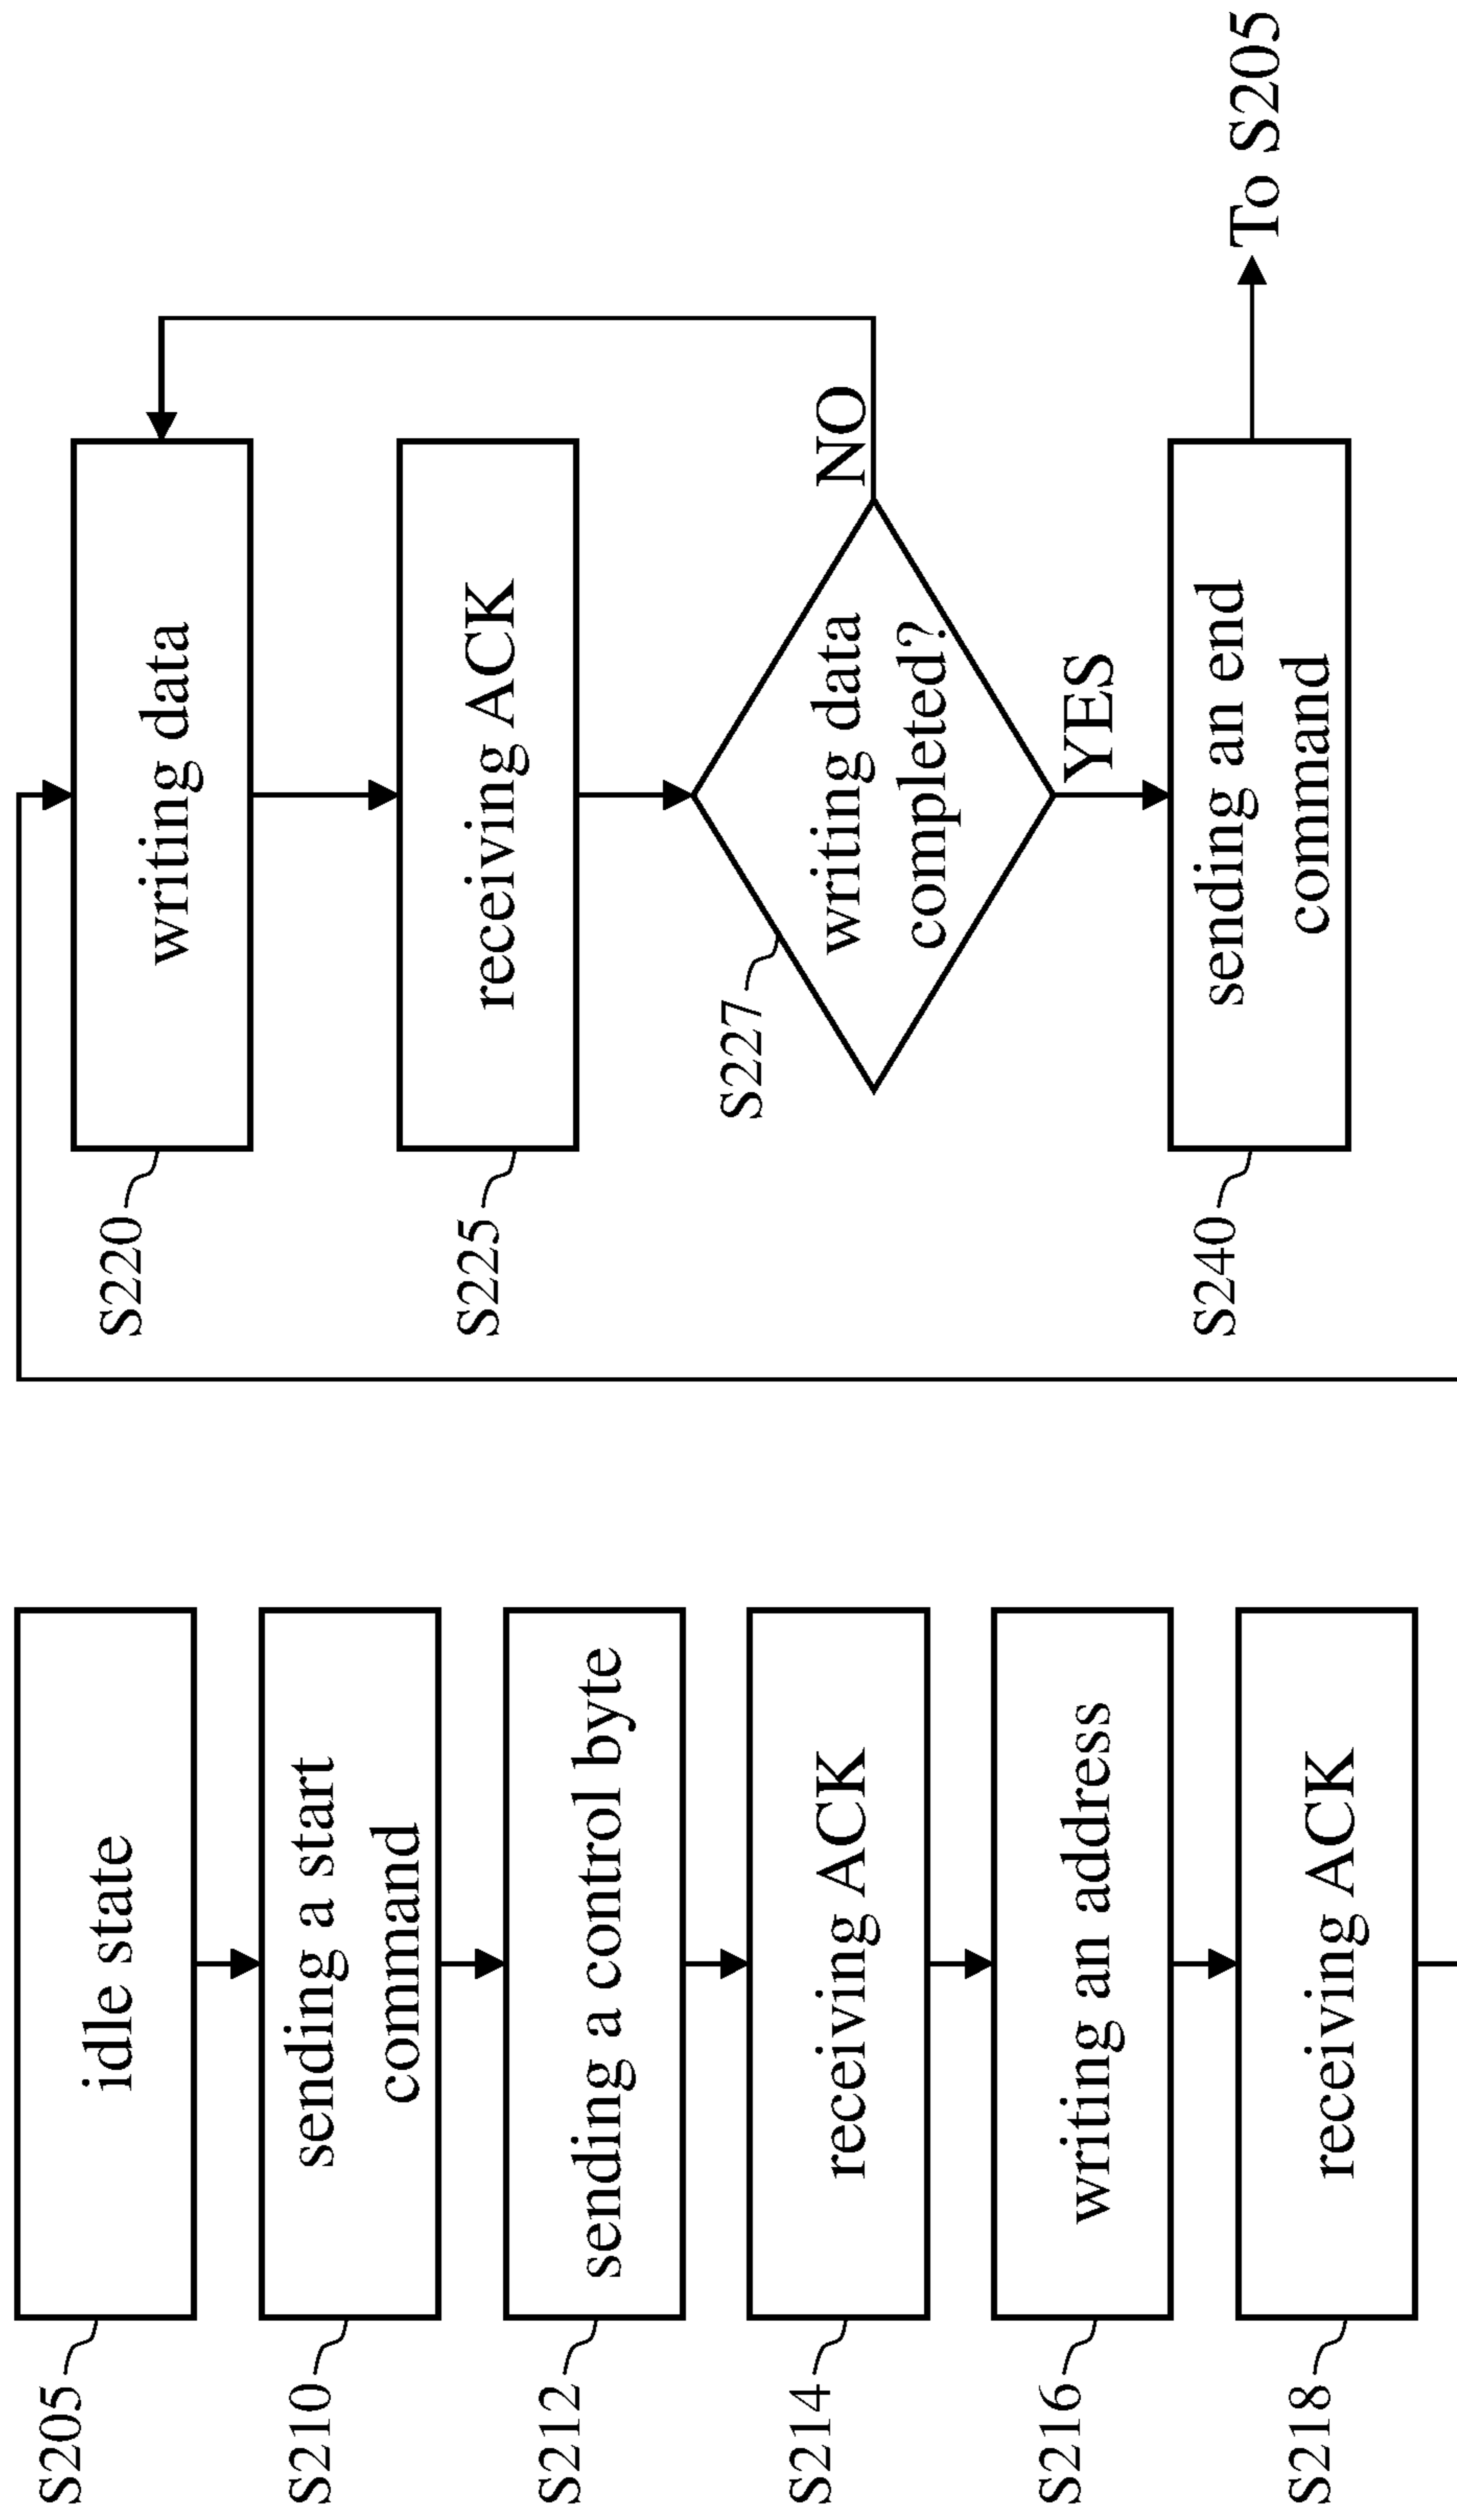 S205
idle state
S210
sending a start
command
S212
sending a control byte
S214
receiving ACK
S216
writing an address
S218
receiving ACK
S220
writing data
S225
receiving ACK
S227
writing data
completed?
NO
YES
S240
sending an end
command
To S205